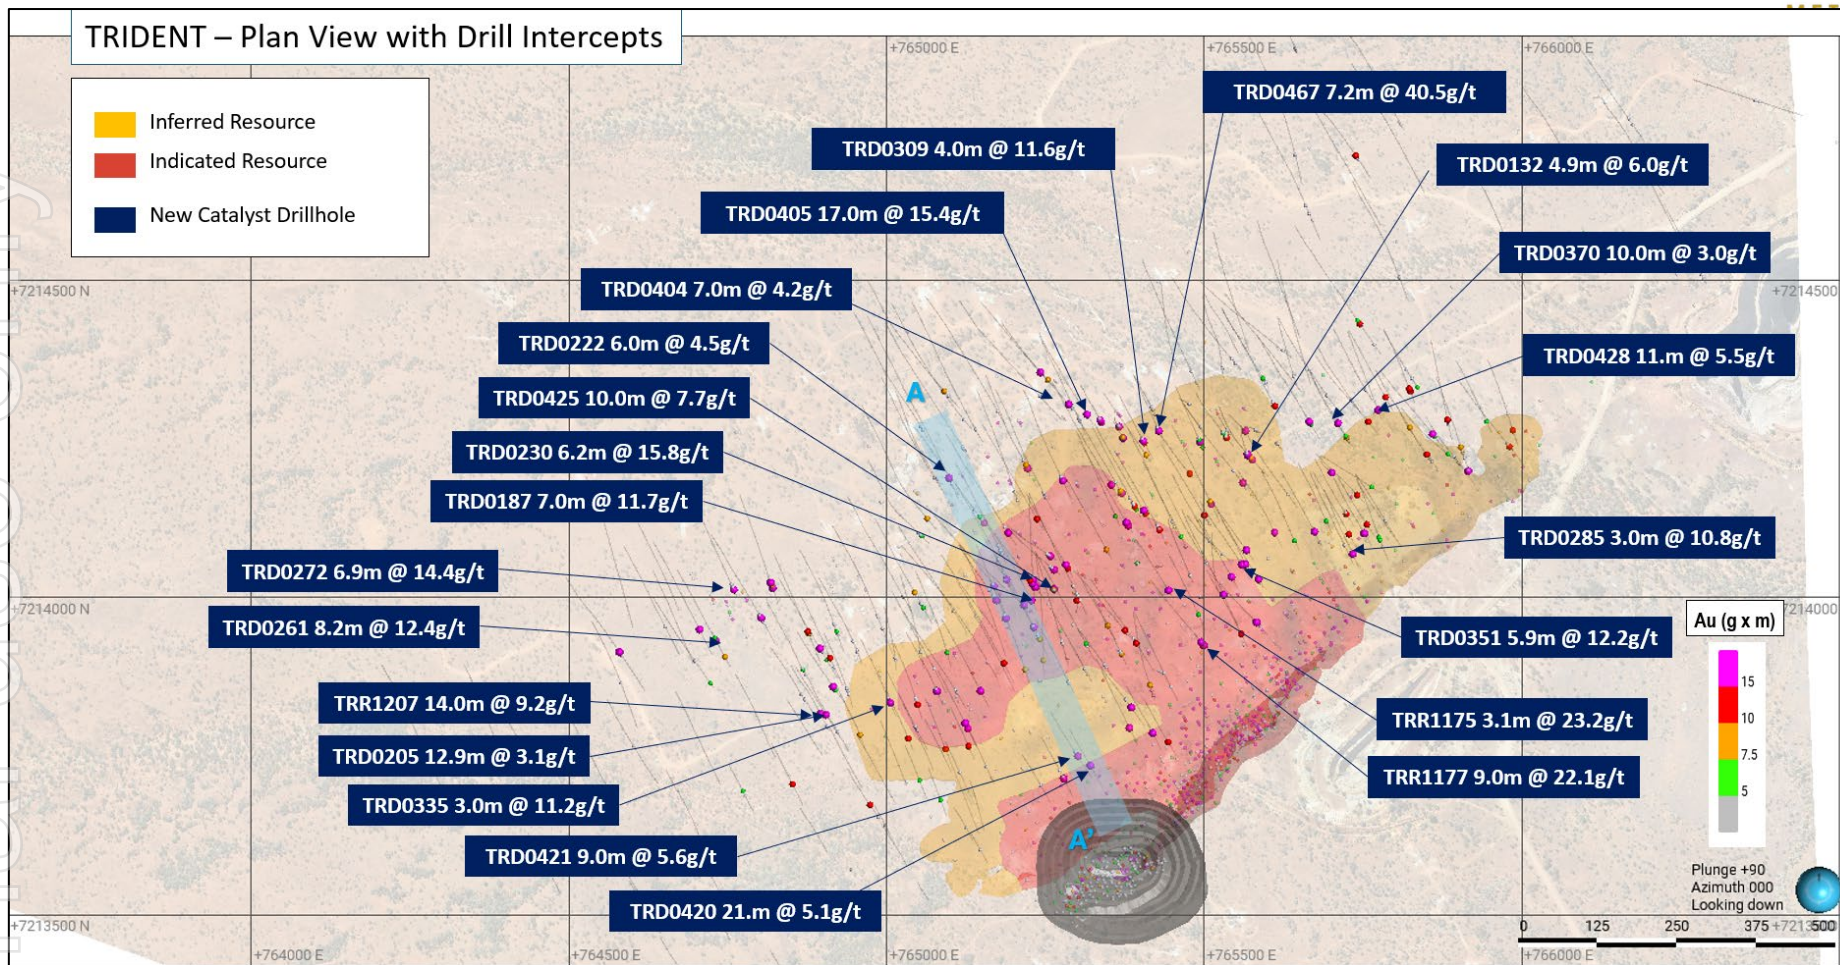 TRIDENT – Plan View with Drill Intercepts
Inferred Resource
Indicated Resource
New Catalyst Drillhole
+765000 E
+765500 E
+766000 E
TRD0467 7.2m @ 40.5g/t
TRD0309 4.0m @ 11.6g/t
TRD0132 4.9m @ 6.0g/t
TRD0405 17.0m @ 15.4g/t
TRD0370 10.0m @ 3.0g/t
TRD0404 7.0m @ 4.2g/t
+7214500 N
+7214500
TRD0222 6.0m @ 4.5g/t
TRD0428 11.m @ 5.5g/t
TRD0425 10.0m @ 7.7g/t
A
TRD0230 6.2m @ 15.8g/t
TRD0187 7.0m @ 11.7g/t
TRD0285 3.0m @ 10.8g/t
TRD0272 6.9m @ 14.4g/t
+7214000 N
7214000
TRD0261 8.2m @ 12.4g/t
TRD0351 5.9m @ 12.2g/t
Au (g x m)
15
10
7.5
5
TRR1207 14.0m @ 9.2g/t
TRR1175 3.1m @ 23.2g/t
TRD0205 12.9m @ 3.1g/t
TRR1177 9.0m @ 22.1g/t
TRD0335 3.0m @ 11.2g/t
A'
TRD0421 9.0m @ 5.6g/t
TRD0420 21.m @ 5.1g/t
Plunge +90
Azimuth 000
Looking down
+7213500 N
0 125 250 375 500
+764000 E
+764500 E
+765000 E
+765500 E
+766000 E